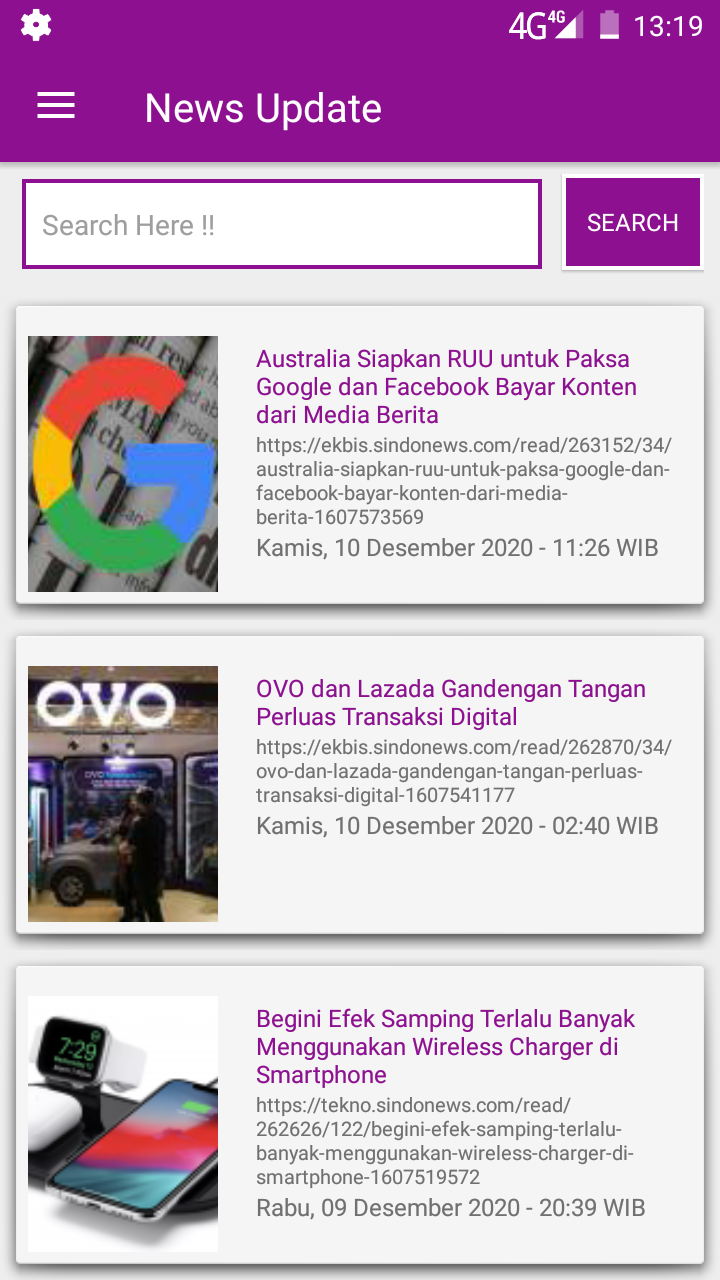 4G 4G 13:19
News Update
Search Here !!
SEARCH
Australia Siapkan RUU untuk Paksa
Google dan Facebook Bayar Konten
dari Media Berita
https://ekbis.sindonews.com/read/263152/34/
australia-siapkan-ruu-untuk-paksa-google-dan-
facebook-bayar-konten-dari-media-
berita-1607573569
Kamis, 10 Desember 2020 - 11:26 WIB
OVO
OVO dan Lazada Gandengan Tangan
Perluas Transaksi Digital
https://ekbis.sindonews.com/read/262870/34/
ovo-dan-lazada-gandengan-tangan-perluas-
transaksi-digital-1607541177
Kamis, 10 Desember 2020 - 02:40 WIB
7:29
Begini Efek Samping Terlalu Banyak
Menggunakan Wireless Charger di
Smartphone
https://tekno.sindonews.com/read/
262626/122/begini-efek-samping-terlalu-
banyak-menggunakan-wireless-charger-di-
smartphone-1607519572
Rabu, 09 Desember 2020 - 20:39 WIB